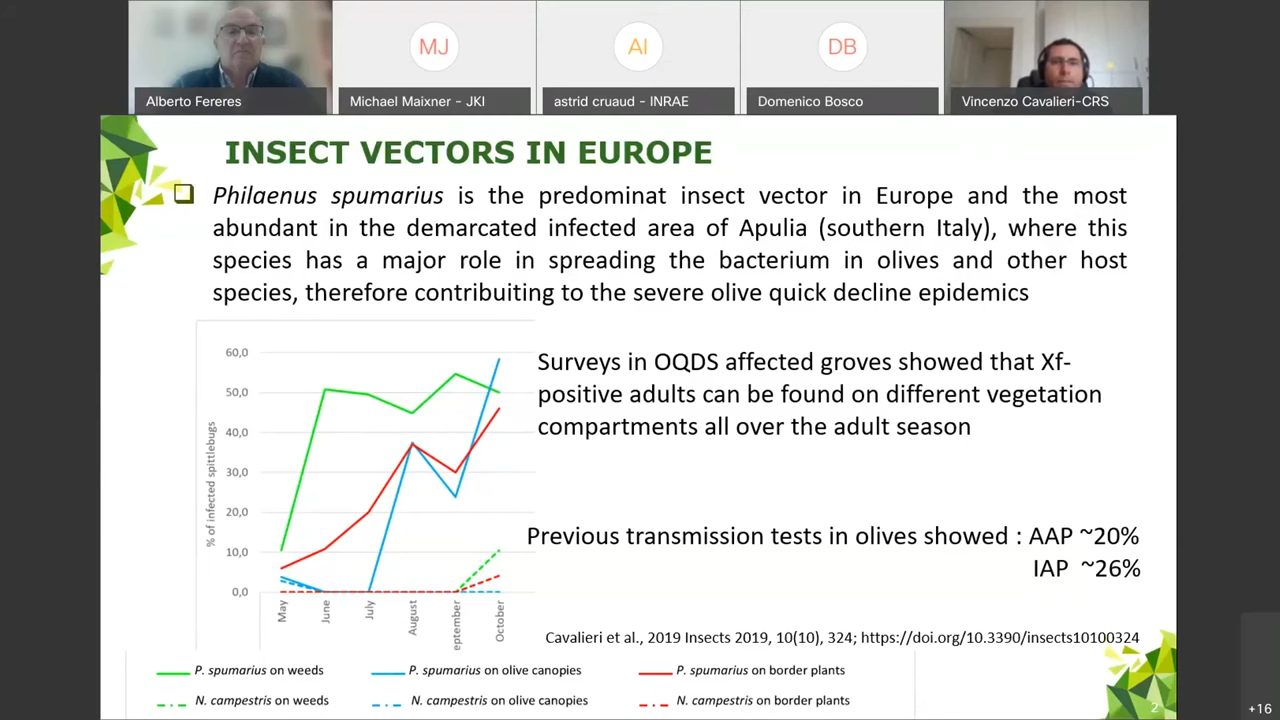 MJ
AI
DB
Alberto Fereres
Michael Maixner - JKI
astrid cruaud - INRAE
Domenico Bosco
Vincenzo Cavalieri-CRS
INSECT VECTORS IN EUROPE
Philaenus spumarius is the predominat insect vector in Europe and the most
abundant in the demarcated infected area of Apulia (southern Italy), where this
species has a major role in spreading the bacterium in olives and other host
species, therefore contribuiting to the severe olive quick decline epidemics
% of infected spittlebugs
60,0
50,0
40,0
30,0
20,0
10,0
0,0
May
June
July
August
eptember
October
Surveys in OQDS affected groves showed that Xf-
positive adults can be found on different vegetation
compartments all over the adult season
Previous transmission tests in olives showed : AAP ~20%
IAP ~26%
Cavalieri et al., 2019 Insects 2019, 10(10), 324; https://doi.org/10.3390/insects10100324
P. spumarius on weeds
P. spumarius on olive canopies
P. spumarius on border plants
N. campestris on weeds
N. campestris on olive canopies
N. campestris on border plants
2
+16